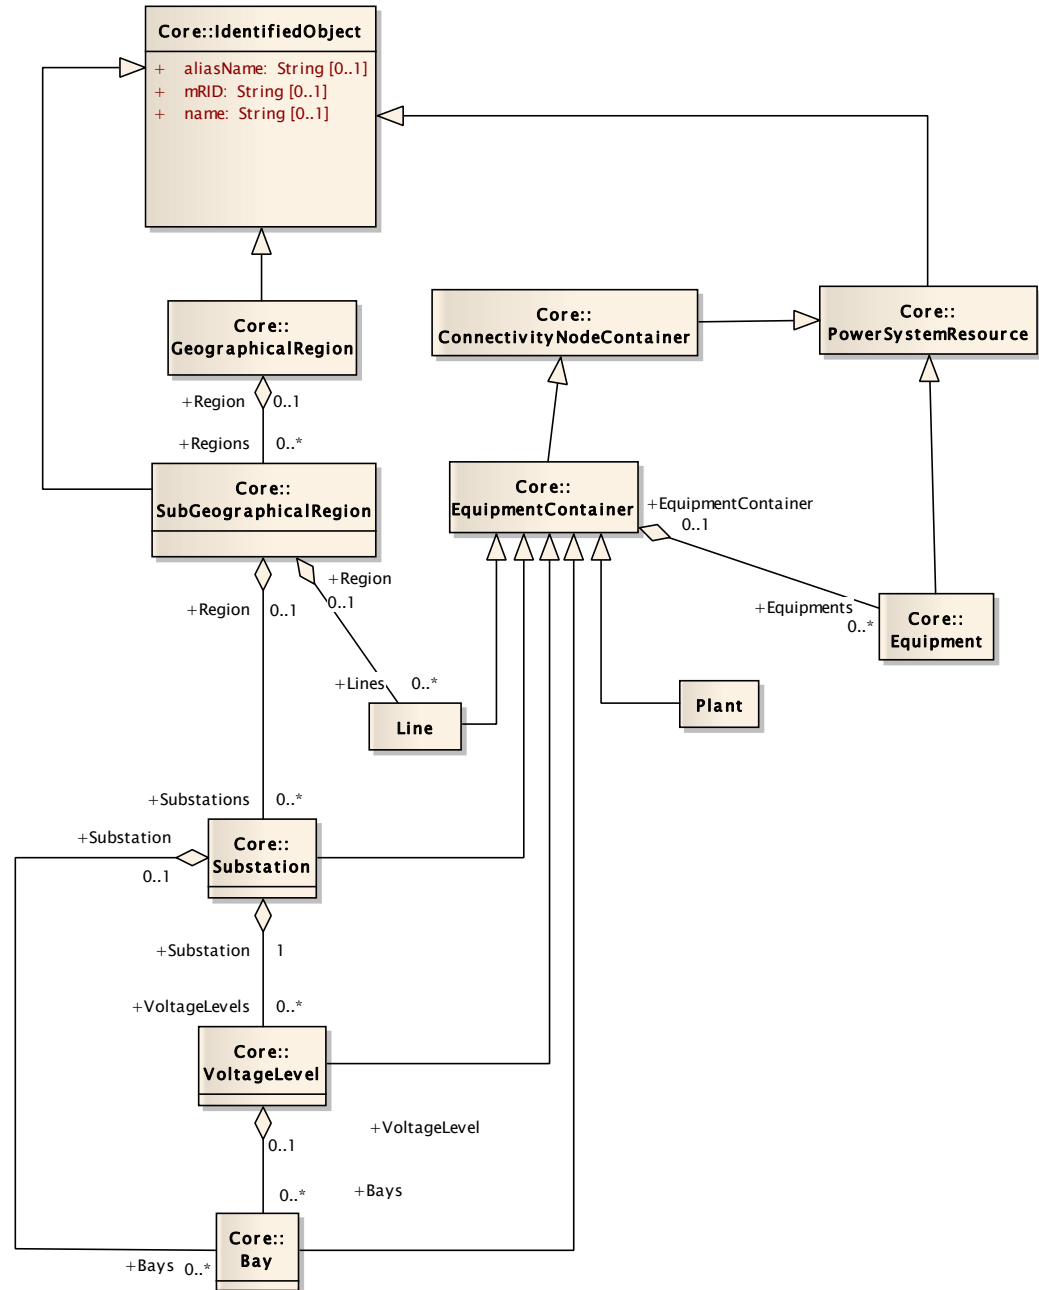 Core::IdentifiedObject
+ aliasName: String [0..1]
+ mRID: String [0..1]
+ name: String [0..1]
Core::
GeographicalRegion
Core::
ConnectivityNodeContainer
Core::
PowerSystemResource
+Region 0..1
+Regions 0..*
Core::
SubGeographicalRegion
Core::
EquipmentContainer
+EquipmentContainer
0..1
+Region
0..1
+Region 0..1
+Equipments
0..*
Core::
Equipment
+Lines 0..*
Line
Plant
+Substations 0..*
+Substation
0..1
Core::
Substation
+Substation 1
+VoltageLevels 0..*
Core::
VoltageLevel
+VoltageLevel
0..1
+Bays
0..*
Core::
Bay
+Bays 0..*